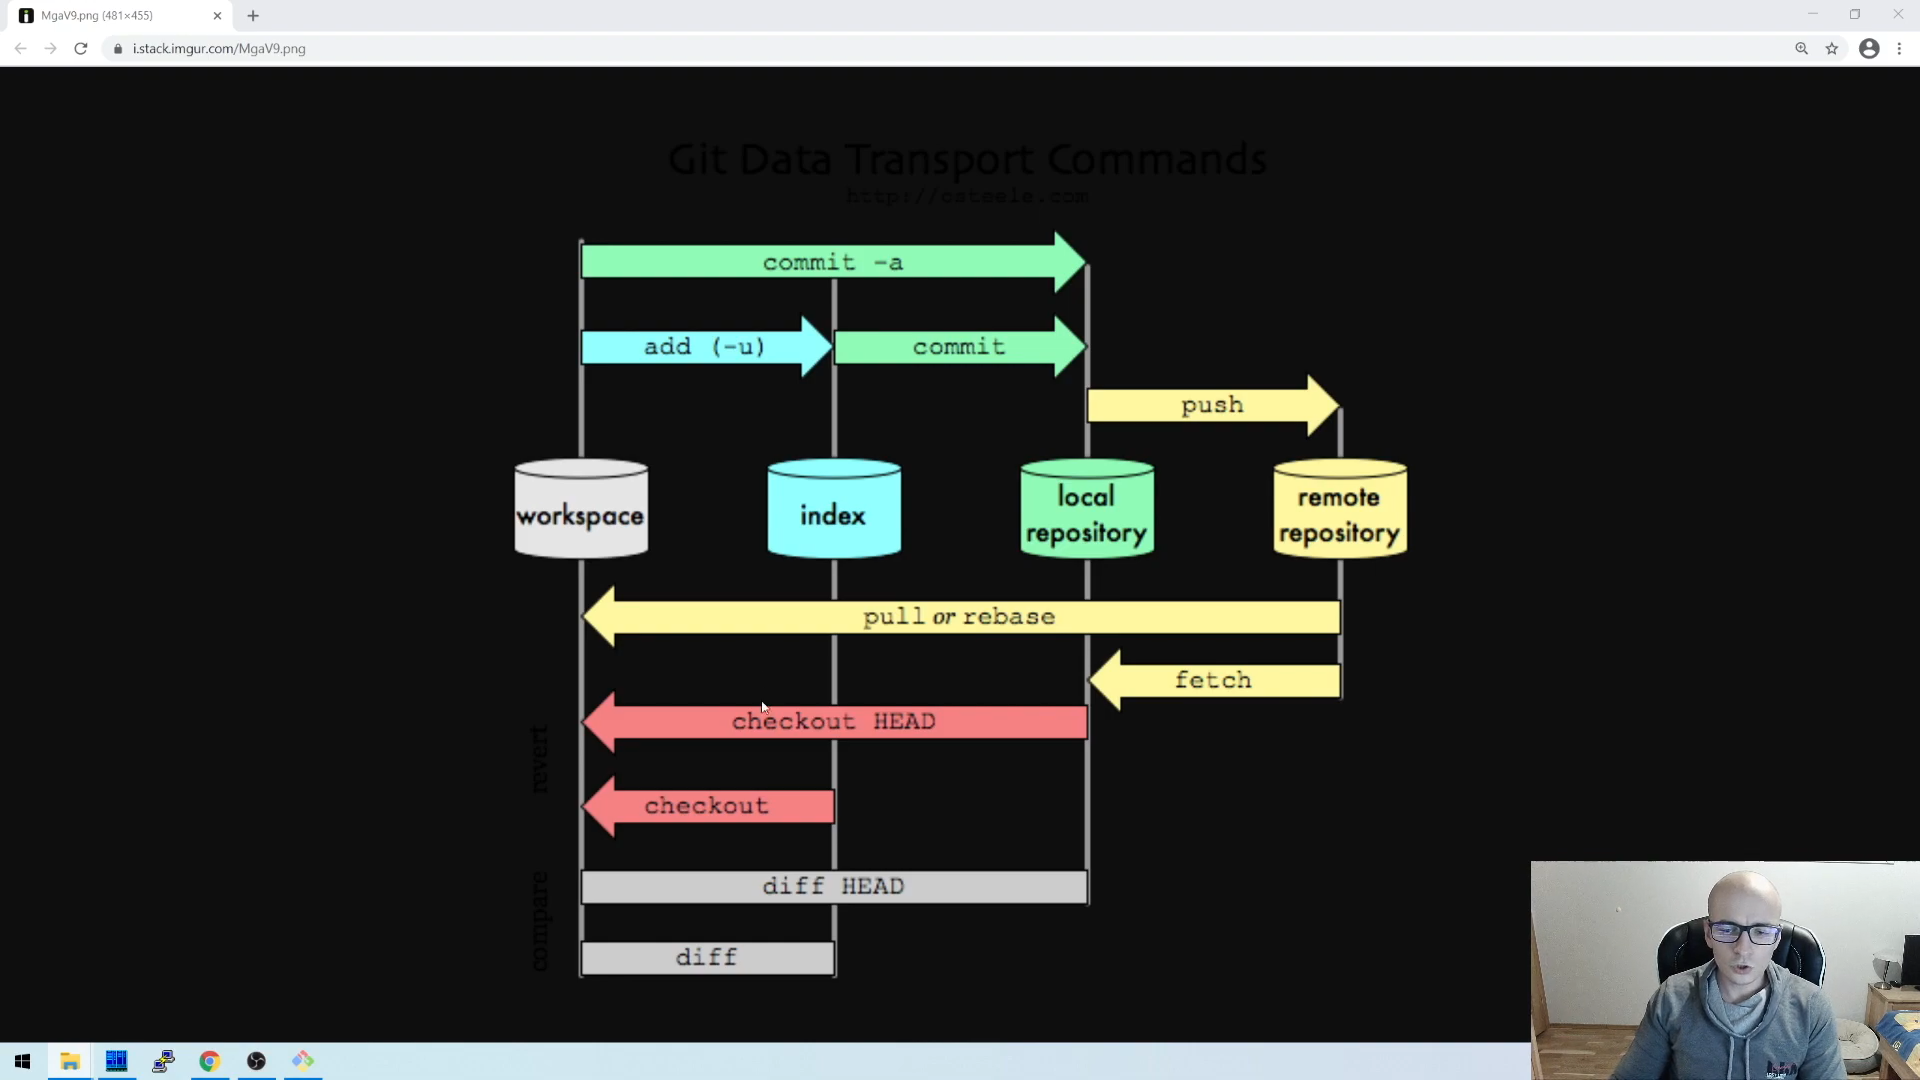 MgaV9.png (481×455)
i.stack.imgur.com/MgaV9.png
Git Data Transport Commands
http://osteele.com
commit -a
add (-u)
commit
push
workspace
index
local
repository
remote
repository
pull or rebase
fetch
revert
checkout HEAD
checkout
compare
diff HEAD
diff